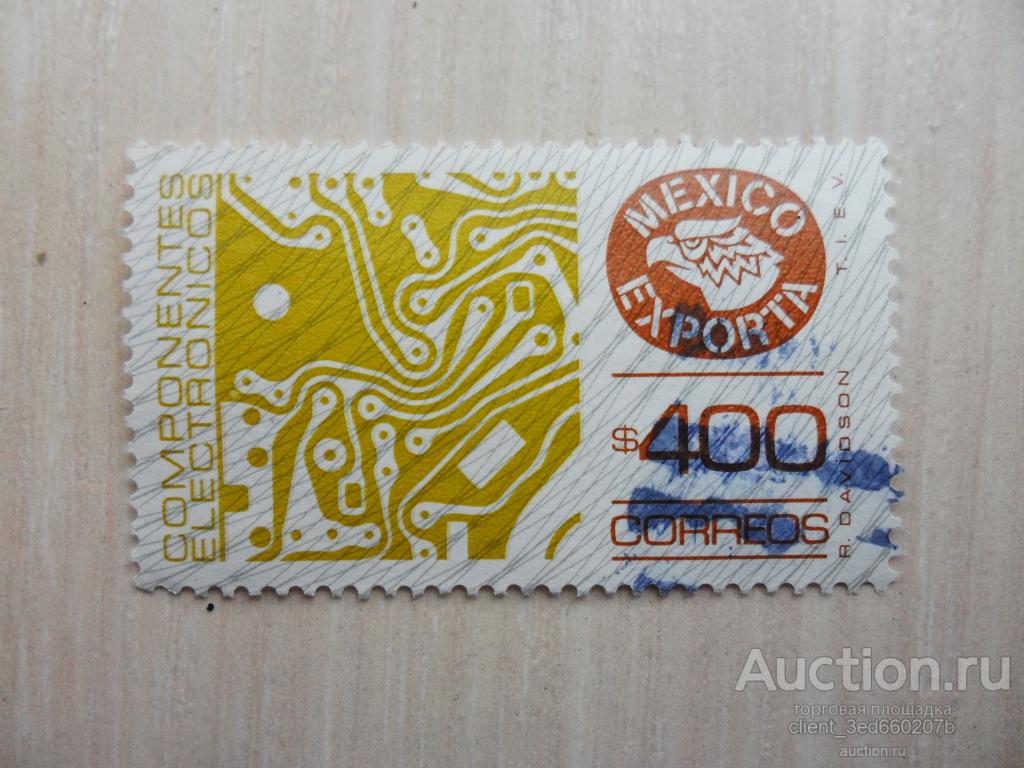 COMPONENTES
ELECTRONICOS
MEXICO
EXPORTA
$400
CORREOS
R. DAVIDSON
T. I. E. V.
Auction.ru
торговая площадка
client_3ed660207b
auction.ru